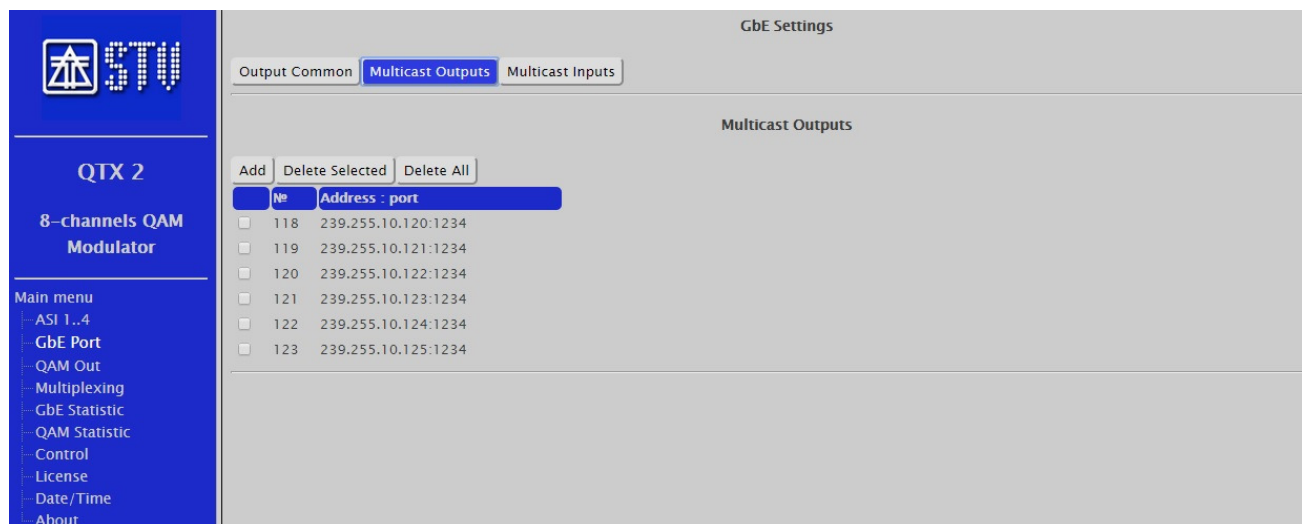 STV
QTX 2
8-channels QAM
Modulator
Main menu
ASI 1..4
GbE Port
QAM Out
Multiplexing
GbE Statistic
QAM Statistic
Control
License
Date/Time
About
GbE Settings
Output Common Multicast Outputs Multicast Inputs
Multicast Outputs
Add Delete Selected Delete All
№ Address : port
118 239.255.10.120:1234
119 239.255.10.121:1234
120 239.255.10.122:1234
121 239.255.10.123:1234
122 239.255.10.124:1234
123 239.255.10.125:1234